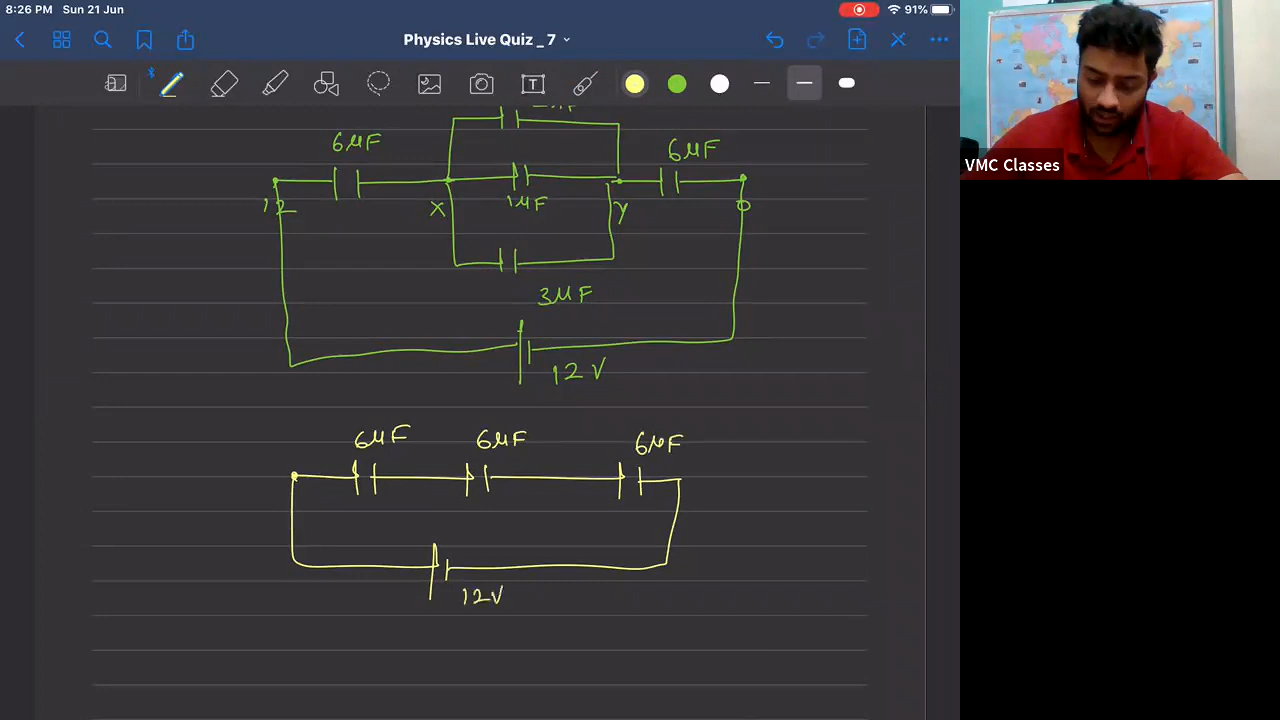 8:26 PM Sun 21 Jun
91%
Physics Live Quiz _ 7
T
VMC Classes
6μF
6μF
12
X
1μF
Y
0
3μF
12 V
6μF
6μF
6μF
12V